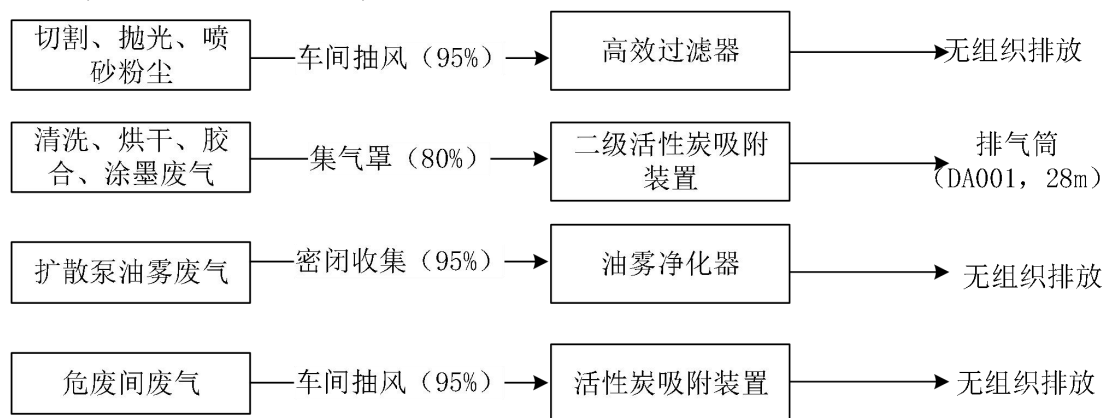 切割、抛光、喷
砂粉尘
车间抽风（95%）
高效过滤器
无组织排放
清洗、烘干、胶
合、涂墨废气
集气罩（80%）
二级活性炭吸附
装置
排气筒
（DA001，28m）
扩散泵油雾废气
密闭收集（95%）
油雾净化器
无组织排放
危废间废气
车间抽风（95%）
活性炭吸附装置
无组织排放